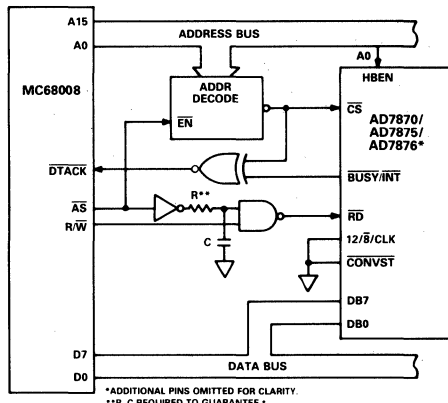 A15
ADDRESS BUS
A0
A0
MC68008
ADDR
DECODE
HBEN
EN
CS
AD7870/
AD7875/
AD7876*
DTACK
BUSY/INT
R**
AS
RD
R/W
C
12/8/CLK
CONVST
DB7
DB0
D7
DATA BUS
D0
*ADDITIONAL PINS OMITTED FOR CLARITY.
**R, C REQUIRED TO GUARANTEE